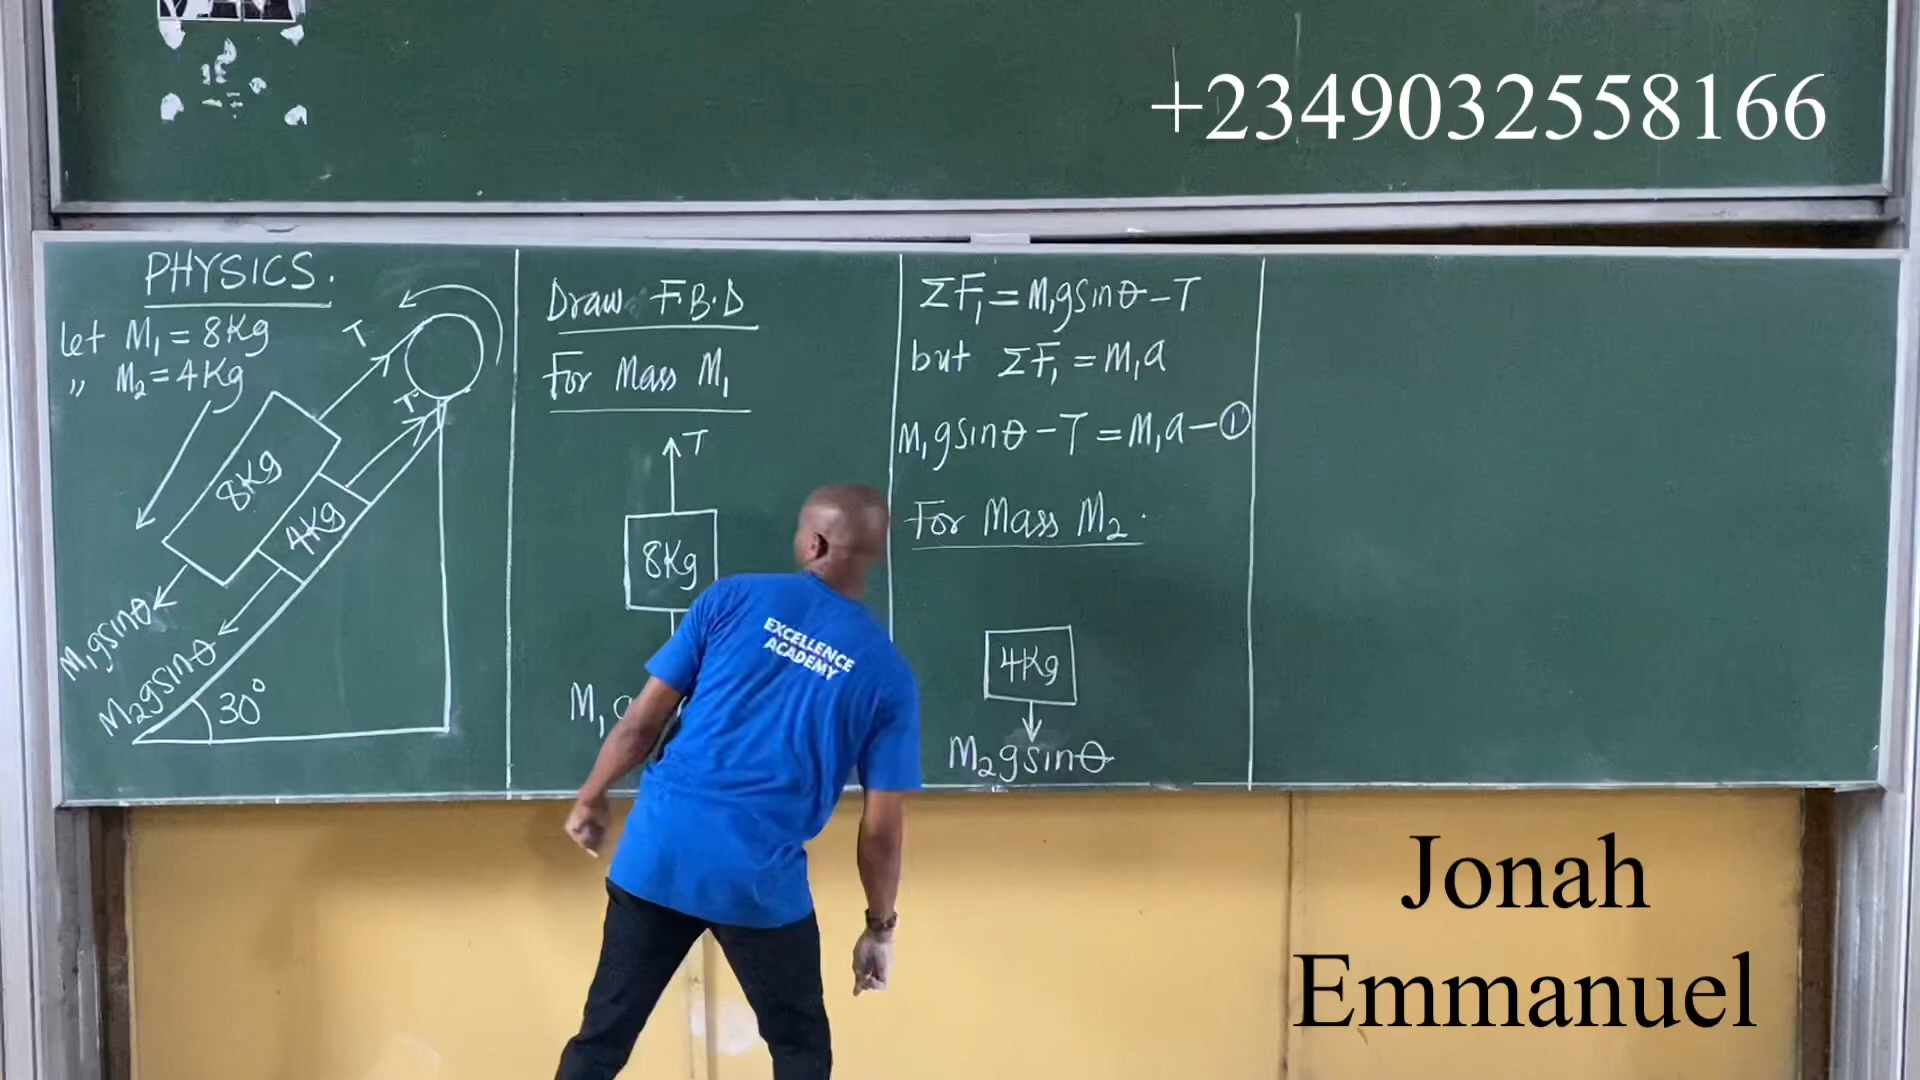 +2349032558166
PHYSICS.
let M₁ = 8Kg
,, M₂ = 4Kg
T
T
8Kg
4Kg
M₁gsinθ
M₂gsinθ
30°
Draw F.B.D
For Mass M₁
T
8Kg
M₁
ΣF₁ = M₁gsinθ - T
but ΣF₁ = M₁a
M₁gsinθ - T = M₁a - ①
For Mass M₂.
4Kg
M₂gsinθ
EXCELLENCE
ACADEMY
Jonah
Emmanuel